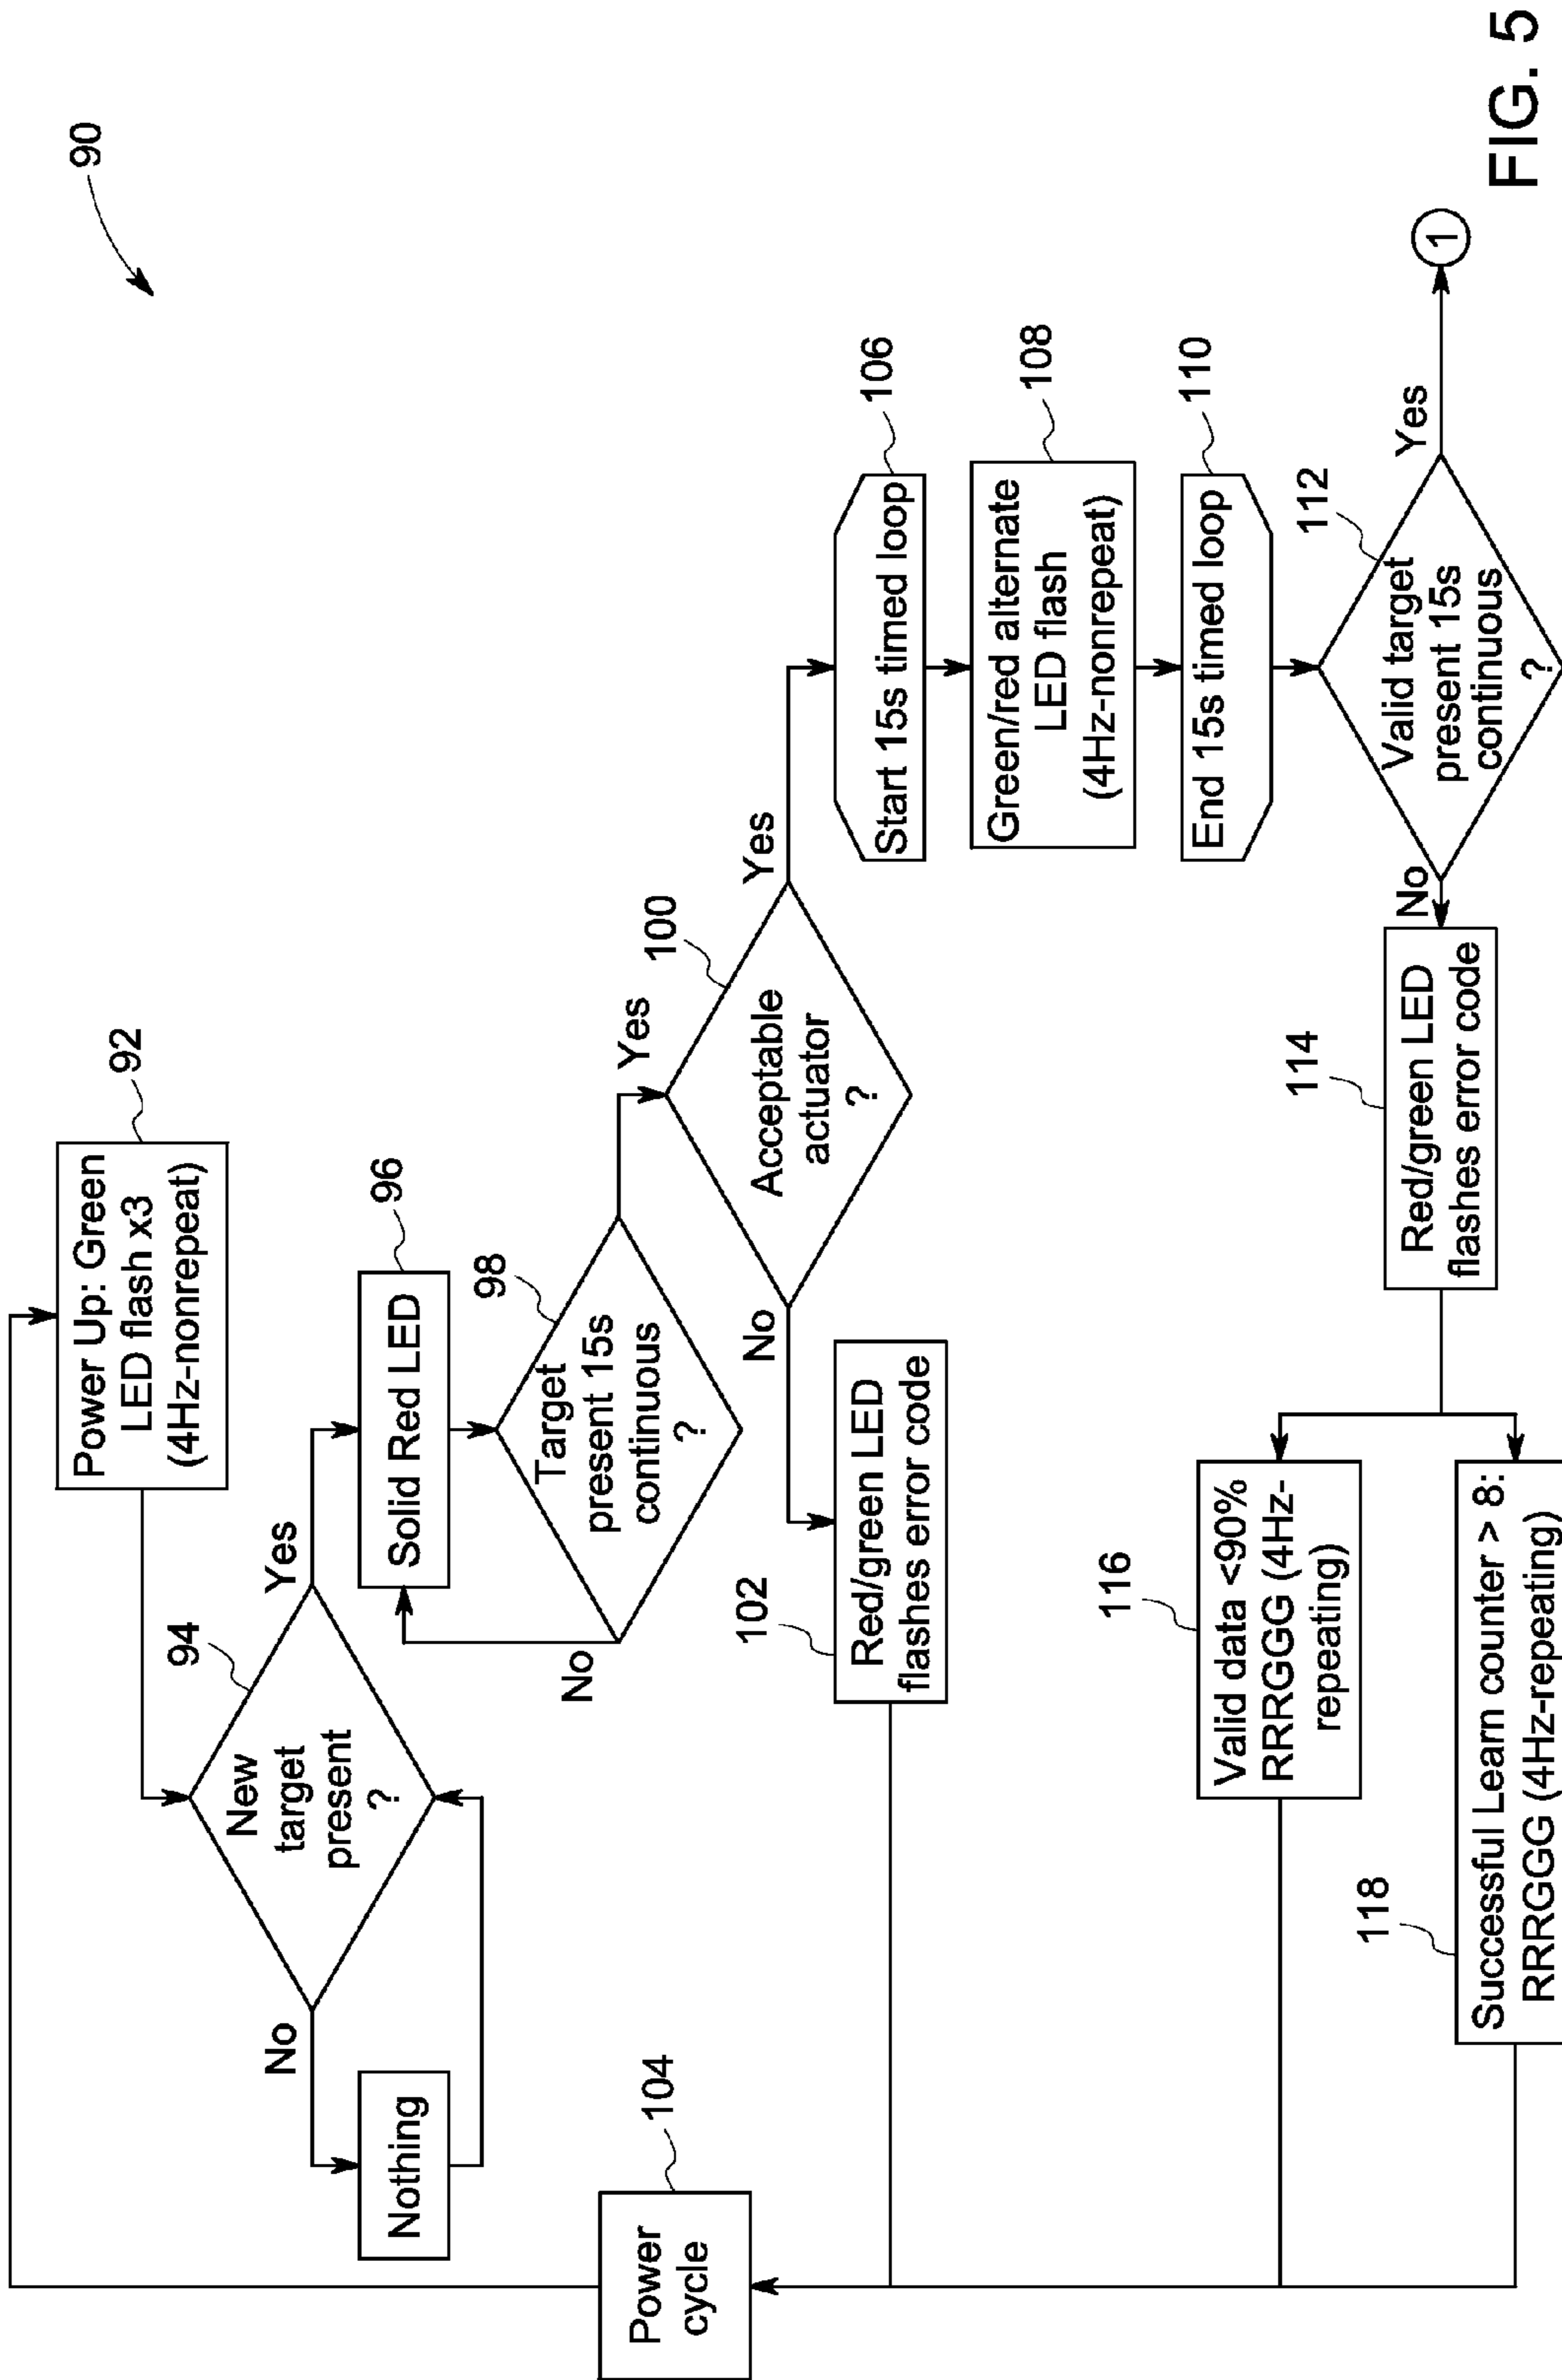 90
92
Power Up: Green
LED flash x3
(4Hz-nonrepeat)
94
New
target
present
?
Yes
No
Nothing
96
Solid Red LED
98
Target
present 15s
continuous
?
No
Yes
100
Acceptable
actuator
?
No
Yes
102
Red/green LED
flashes error code
104
Power
cycle
106
Start 15s timed loop
108
Green/red alternate
LED flash
(4Hz-nonrepeat)
110
End 15s timed loop
112
Valid target
present 15s
continuous
?
Yes
1
No
114
Red/green LED
flashes error code
116
Valid data <90%
RRRGGG (4Hz-
repeating)
118
Successful Learn counter > 8:
RRRGGG (4Hz-repeating)
FIG. 5